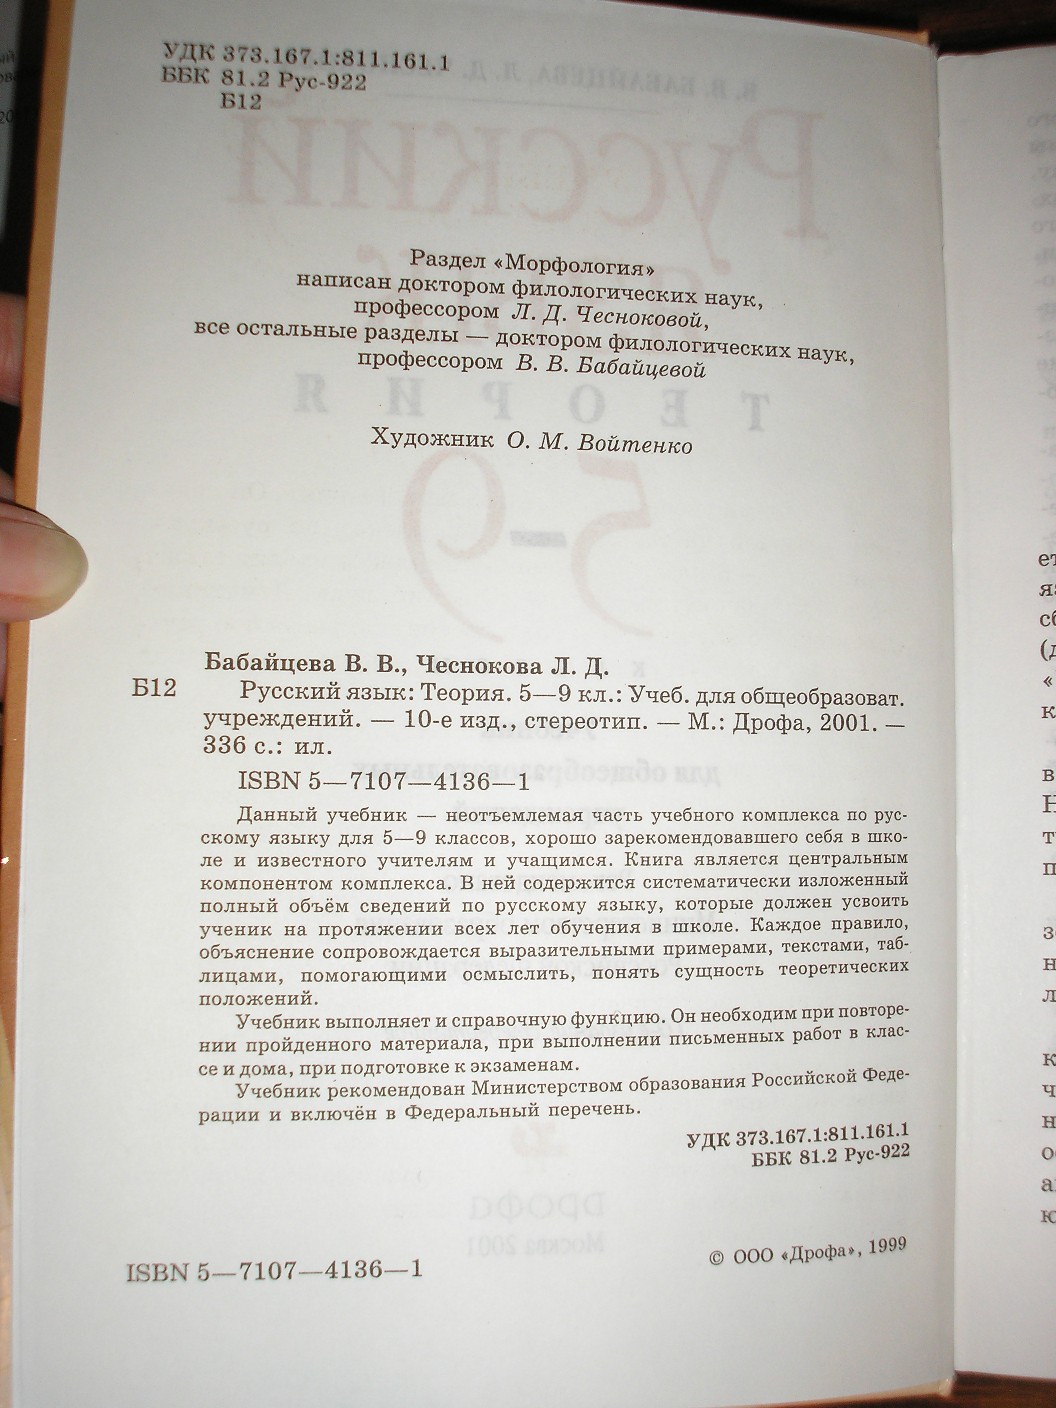 УДК 373.167.1:811.161.1
ББК 81.2 Рус-922
Б12
Раздел «Морфология»
написан доктором филологических наук,
профессором Л. Д. Чесноковой,
все остальные разделы — доктором филологических наук,
профессором В. В. Бабайцевой
Художник О. М. Войтенко
Бабайцева В. В., Чеснокова Л. Д.
Б12 Русский язык: Теория. 5—9 кл.: Учеб. для общеобразоват.
учреждений. — 10-е изд., стереотип. — М.: Дрофа, 2001. —
336 с.: ил.
ISBN 5—7107—4136—1
Данный учебник — неотъемлемая часть учебного комплекса по рус-
скому языку для 5—9 классов, хорошо зарекомендовавшего себя в шко-
ле и известного учителям и учащимся. Книга является центральным
компонентом комплекса. В ней содержится систематически изложенный
полный объём сведений по русскому языку, которые должен усвоить
ученик на протяжении всех лет обучения в школе. Каждое правило,
объяснение сопровождается выразительными примерами, текстами, таб-
лицами, помогающими осмыслить, понять сущность теоретических
положений.
Учебник выполняет и справочную функцию. Он необходим при повторе-
нии пройденного материала, при выполнении письменных работ в клас-
се и дома, при подготовке к экзаменам.
Учебник рекомендован Министерством образования Российской Феде-
рации и включён в Федеральный перечень.
УДК 373.167.1:811.161.1
ББК 81.2 Рус-922
ISBN 5—7107—4136—1
© ООО «Дрофа», 1999